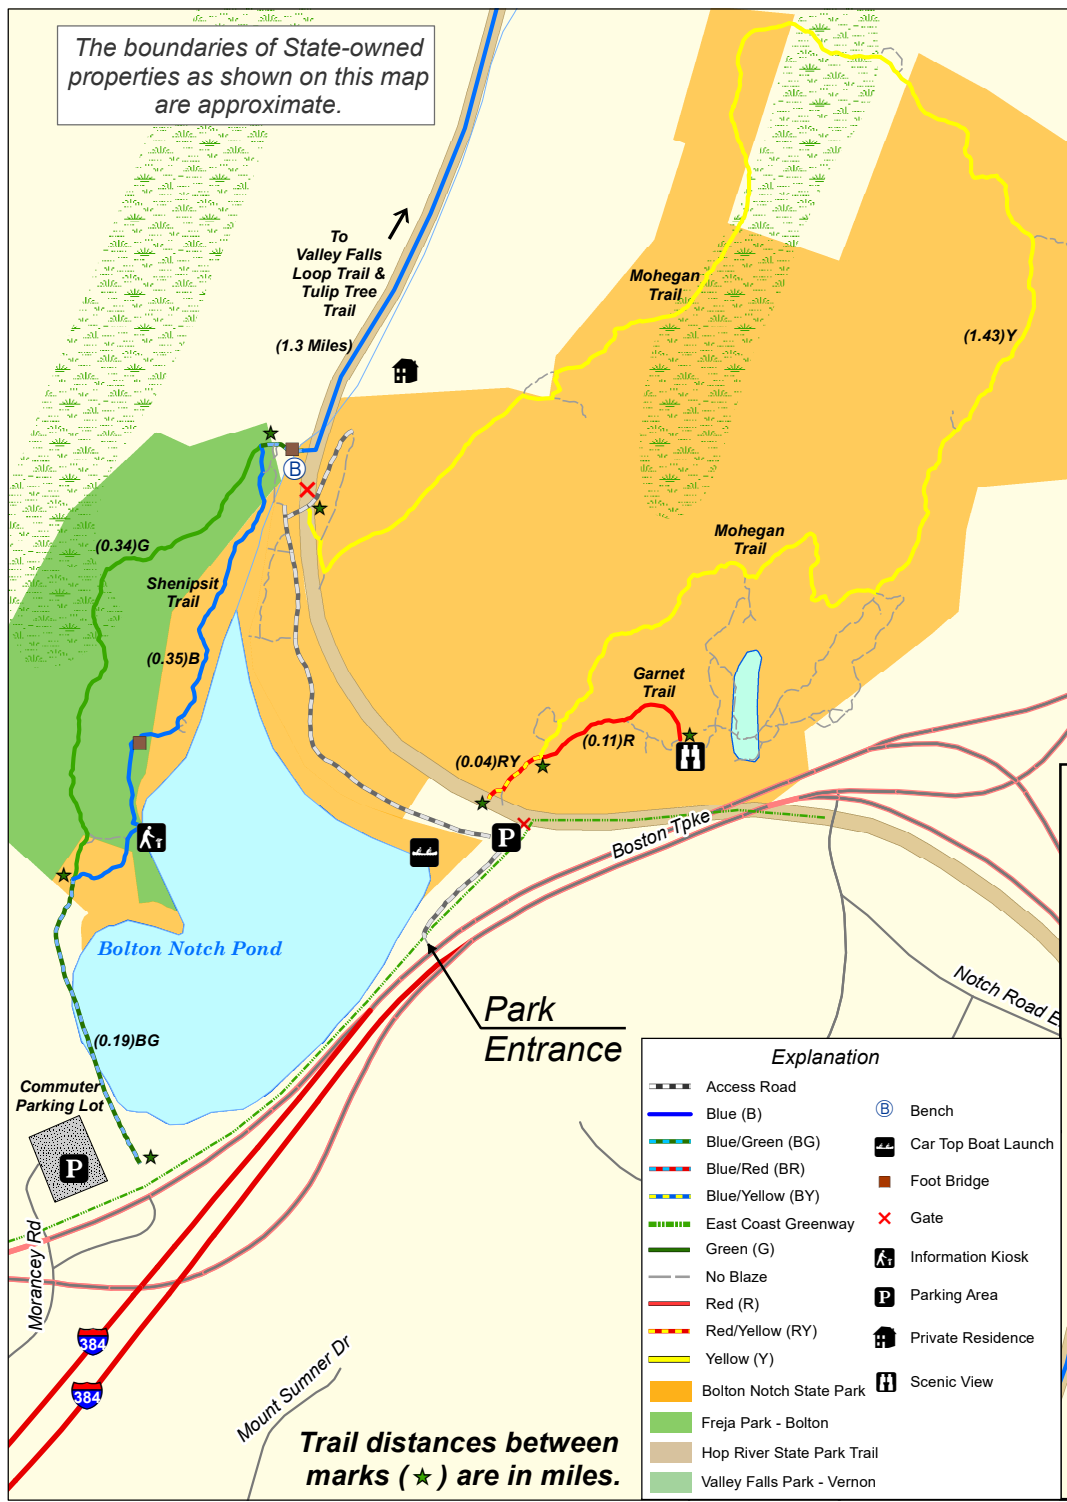 The boundaries of State-owned
properties as shown on this map
are approximate.
To
Valley Falls
Loop Trail &
Tulip Tree
Trail
(1.3 Miles)
Mohegan
Trail
(1.43)Y
B
(0.34)G
Shenipsit
Trail
(0.35)B
Mohegan
Trail
Garnet
Trail
(0.11)R
(0.04)RY
P
Boston Tpke
Bolton Notch Pond
Notch Road E
Park
Entrance
(0.19)BG
Commuter
Parking Lot
P
Morancey Rd
384
384
Mount Sumner Dr
Trail distances between
marks ( ) are in miles.
Explanation
Access Road
Blue (B)
Blue/Green (BG)
Blue/Red (BR)
Blue/Yellow (BY)
East Coast Greenway
Green (G)
No Blaze
Red (R)
Red/Yellow (RY)
Yellow (Y)
Bolton Notch State Park
Freja Park - Bolton
Hop River State Park Trail
Valley Falls Park - Vernon
B Bench
Car Top Boat Launch
Foot Bridge
Gate
Information Kiosk
P Parking Area
Private Residence
Scenic View